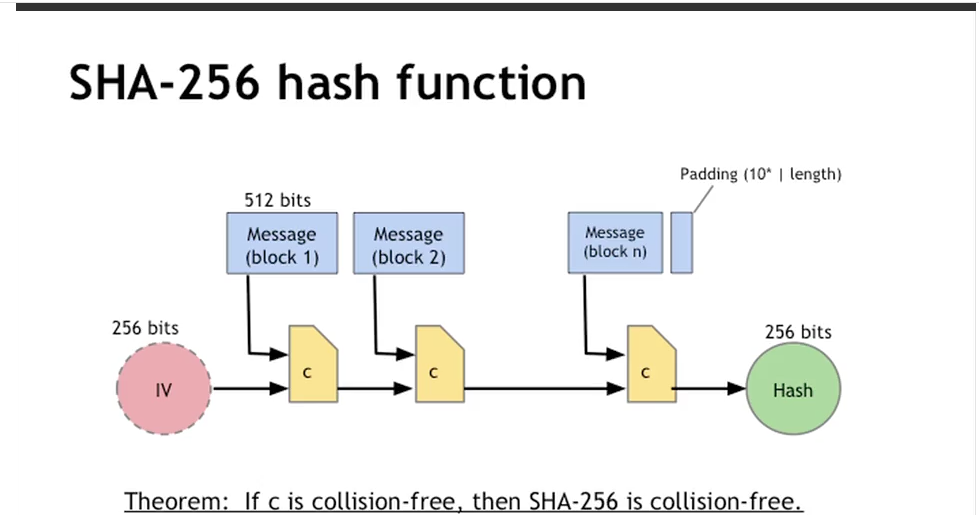 SHA-256 hash function
Padding (10* | length)
512 bits
Message
(block 1)
Message
(block 2)
Message
(block n)
256 bits
IV
c
c
c
256 bits
Hash
Theorem: If c is collision-free, then SHA-256 is collision-free.